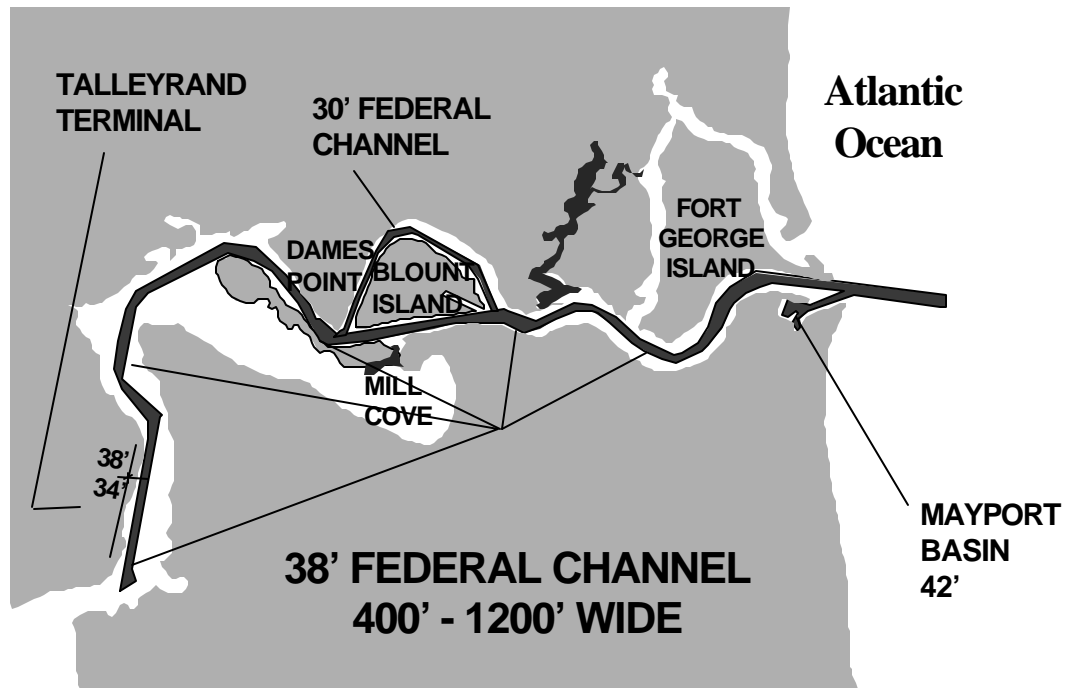 TALLEYRAND
TERMINAL
30’ FEDERAL
CHANNEL
Atlantic
Ocean
DAMES
POINT
BLOUNT
ISLAND
FORT
GEORGE
ISLAND
MILL
COVE
38’
34’
MAYPORT
BASIN
42’
38’ FEDERAL CHANNEL
400’ - 1200’ WIDE